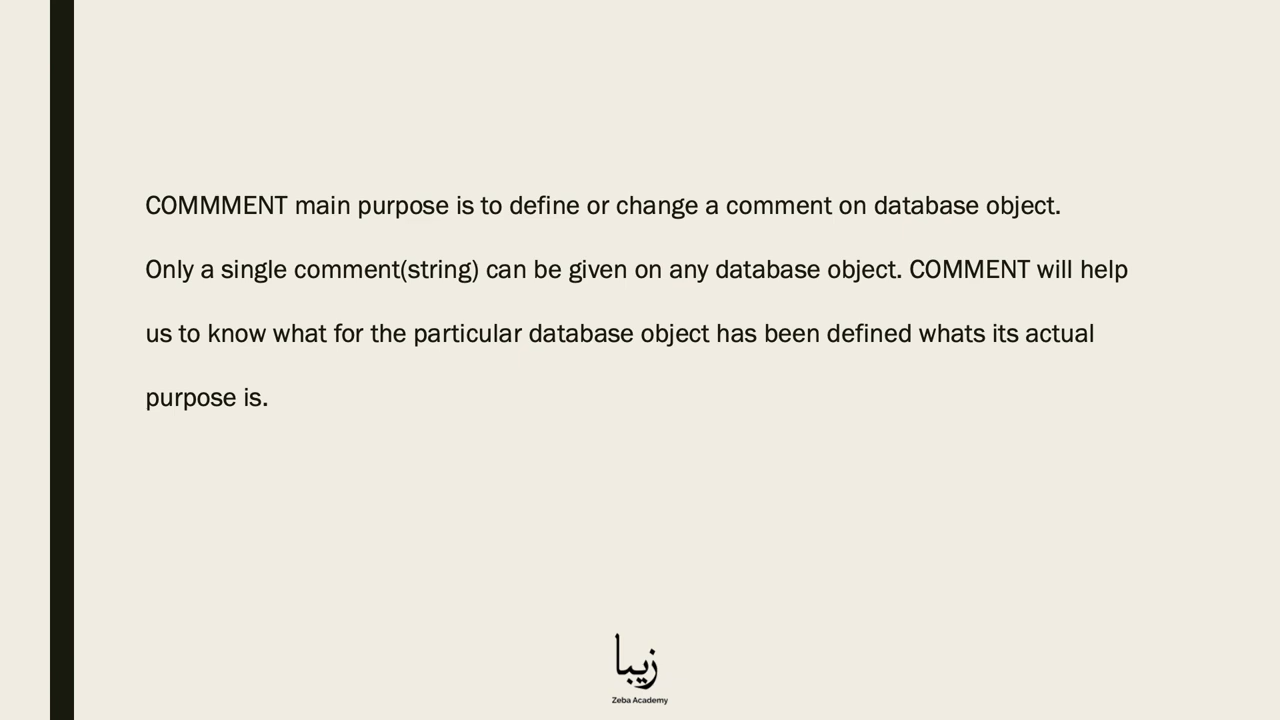 COMMMENT main purpose is to define or change a comment on database object.
Only a single comment(string) can be given on any database object. COMMENT will help
us to know what for the particular database object has been defined whats its actual
purpose is.
زيبا
Zeba Academy